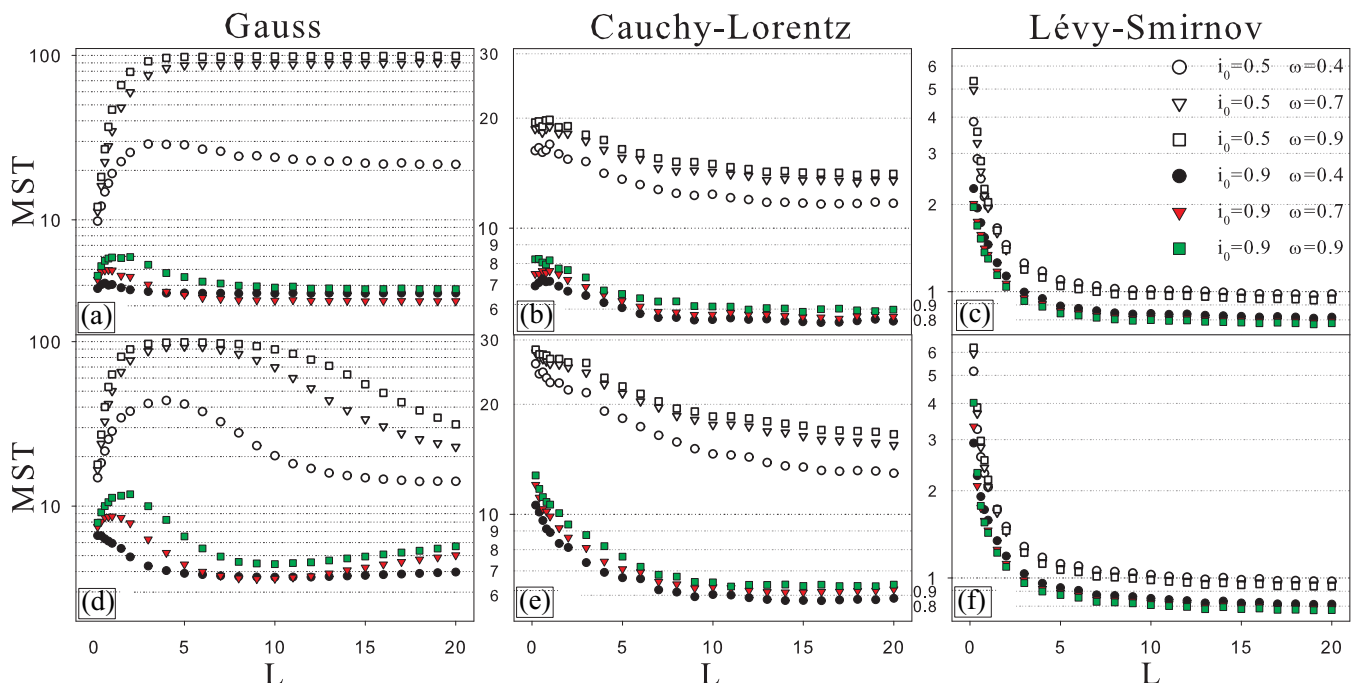 Gauss Cauchy-Lorentz Lévy-Smirnov
MST
100
10
(a)
30
20
10
9
8
7
6
(b)
6
5
4
3
2
1
0.9
0.8
(c)
i0=0.5 ω=0.4
i0=0.5 ω=0.7
i0=0.5 ω=0.9
i0=0.9 ω=0.4
i0=0.9 ω=0.7
i0=0.9 ω=0.9
MST
100
10
(d)
30
20
10
9
8
7
6
(e)
6
5
4
3
2
1
0.9
0.8
(f)
0 5 10 15 20
0 5 10 15 20
0 5 10 15 20
L L L